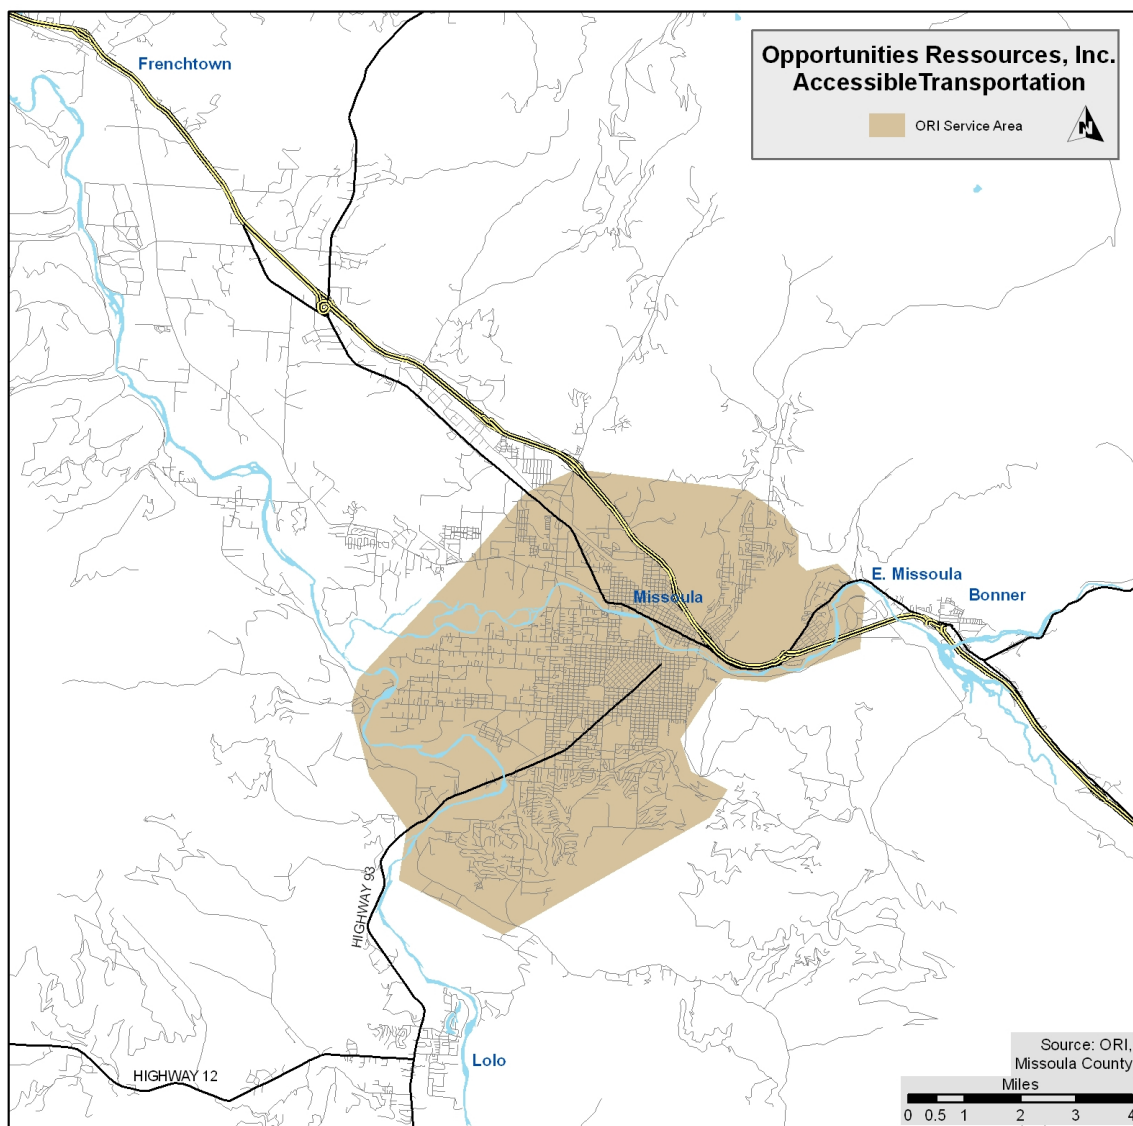 Opportunities Ressources, Inc.
AccessibleTransportation
ORI Service Area
N
Frenchtown
Missoula
E. Missoula
Bonner
HIGHWAY 93
Lolo
HIGHWAY 12
Source: ORI,
Missoula County
Miles
0 0.5 1 2 3 4